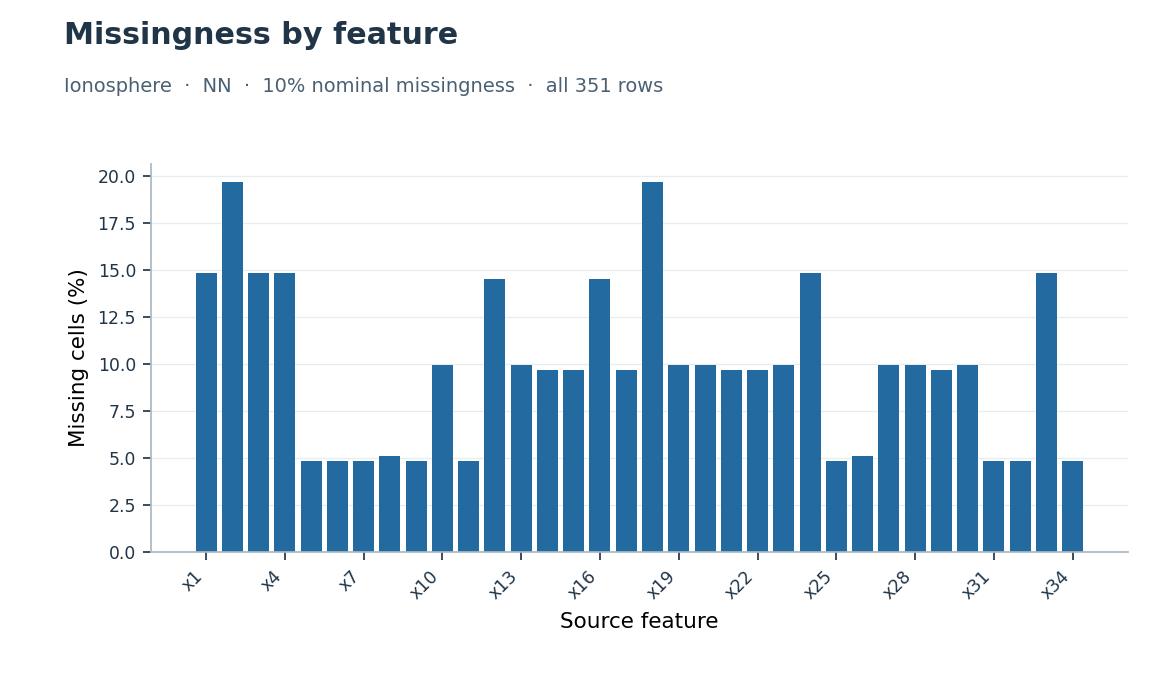 Missingness by feature
Ionosphere · NN · 10% nominal missingness · all 351 rows
20.0
17.5
15.0
12.5
10.0
7.5
5.0
2.5
0.0
Missing cells (%)
x1 x4 x7 x10 x13 x16 x19 x22 x25 x28 x31 x34
Source feature